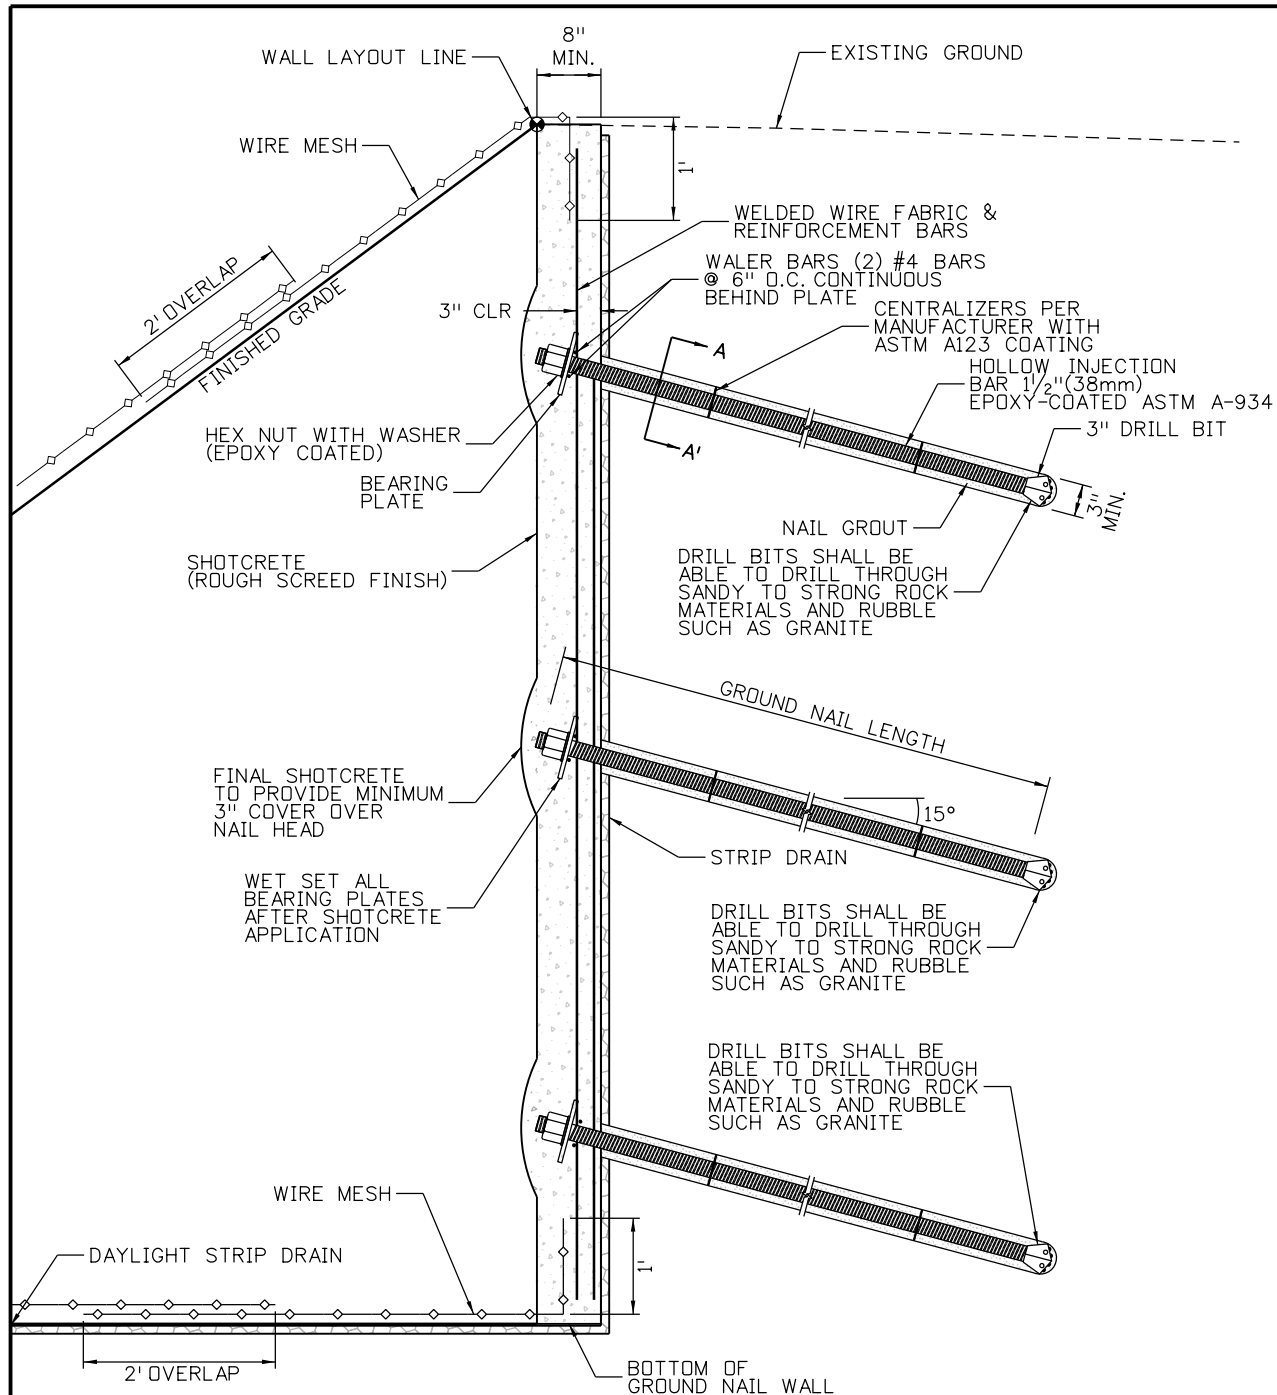 8"
MIN.
WALL LAYOUT LINE
EXISTING GROUND
WIRE MESH
1'
WELDED WIRE FABRIC &
REINFORCEMENT BARS
2' OVERLAP
FINISHED GRADE
WALER BARS (2) #4 BARS
@ 6" O.C. CONTINUOUS
BEHIND PLATE
3" CLR
CENTRALIZERS PER
MANUFACTURER WITH
ASTM A123 COATING
A
HOLLOW INJECTION
BAR 1 1/2"(38mm)
EPOXY-COATED ASTM A-934
3" DRILL BIT
HEX NUT WITH WASHER
(EPOXY COATED)
A'
BEARING
PLATE
3"
MIN.
NAIL GROUT
SHOTCRETE
(ROUGH SCREED FINISH)
DRILL BITS SHALL BE
ABLE TO DRILL THROUGH
SANDY TO STRONG ROCK
MATERIALS AND RUBBLE
SUCH AS GRANITE
GROUND NAIL LENGTH
FINAL SHOTCRETE
TO PROVIDE MINIMUM
3" COVER OVER
NAIL HEAD
15°
STRIP DRAIN
WET SET ALL
BEARING PLATES
AFTER SHOTCRETE
APPLICATION
DRILL BITS SHALL BE
ABLE TO DRILL THROUGH
SANDY TO STRONG ROCK
MATERIALS AND RUBBLE
SUCH AS GRANITE
DRILL BITS SHALL BE
ABLE TO DRILL THROUGH
SANDY TO STRONG ROCK
MATERIALS AND RUBBLE
SUCH AS GRANITE
WIRE MESH
DAYLIGHT STRIP DRAIN
1'
2' OVERLAP
BOTTOM OF
GROUND NAIL WALL